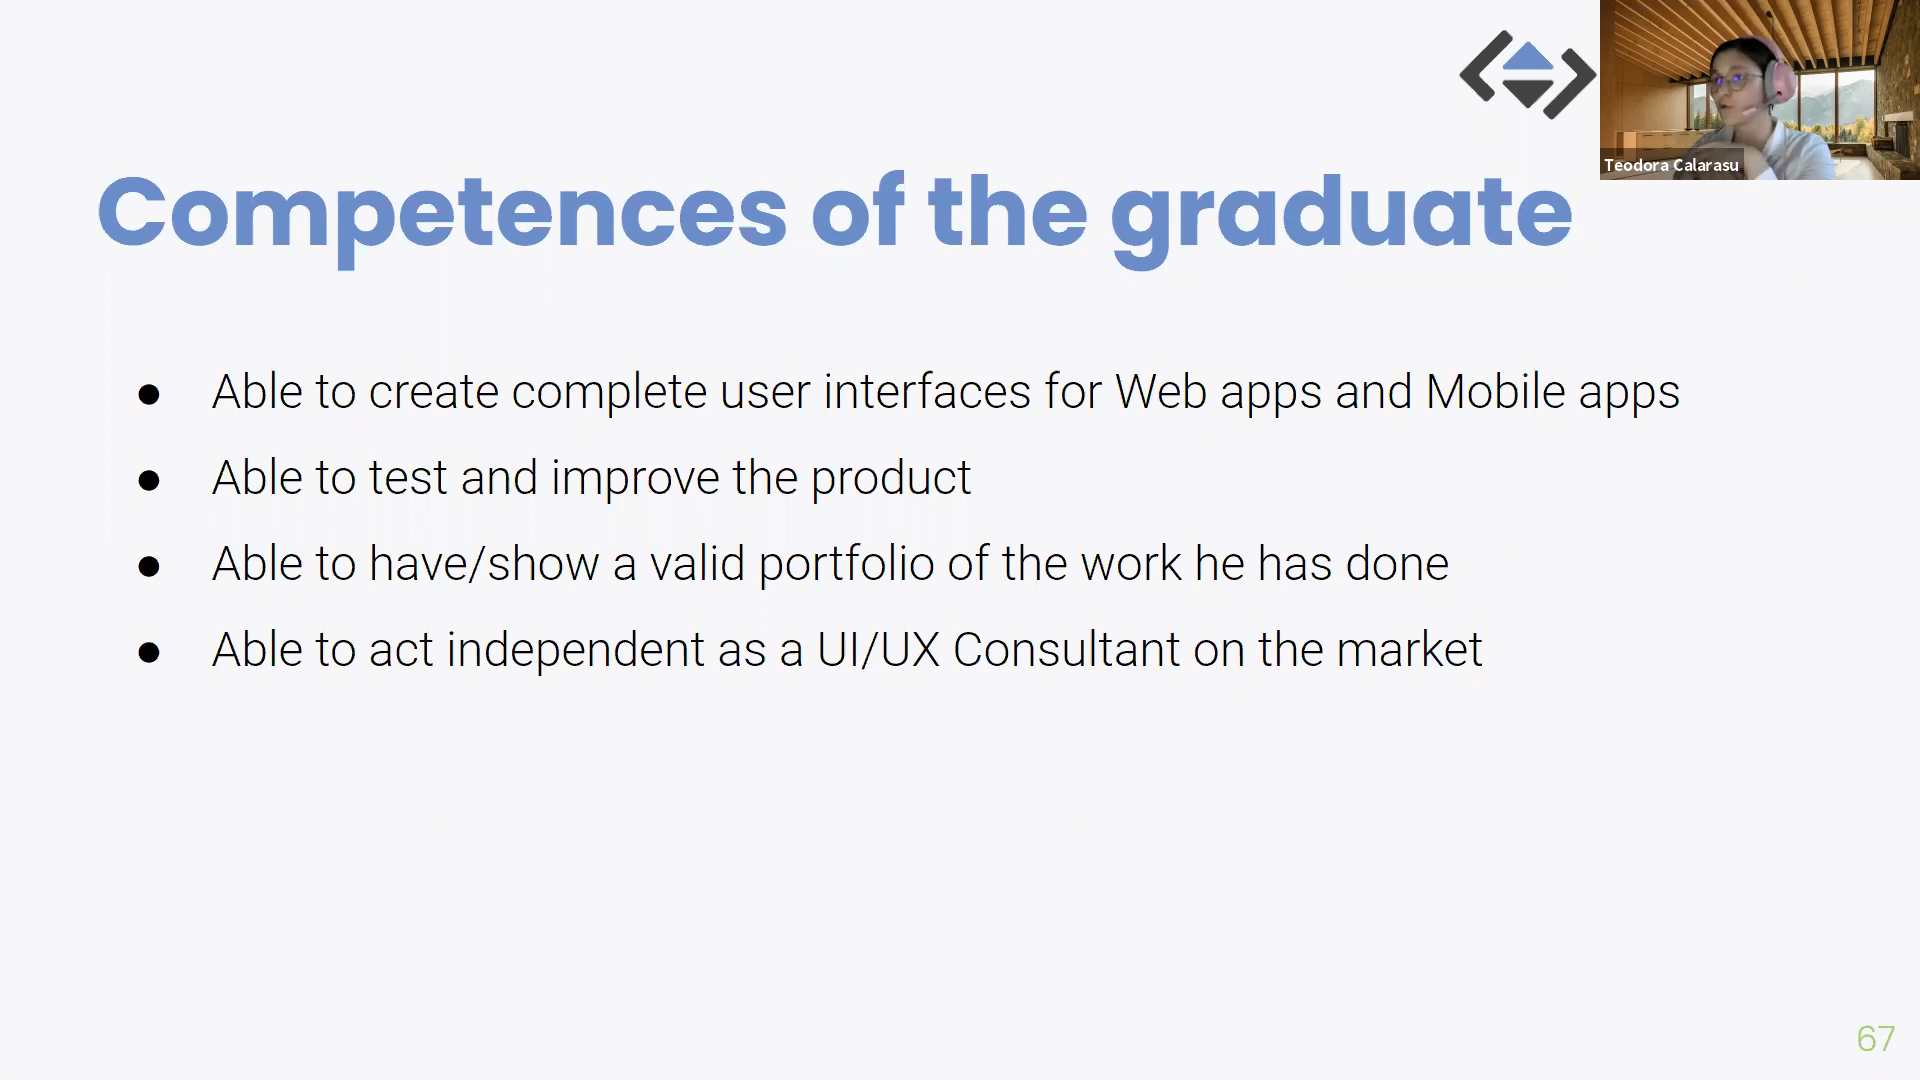 Teodora Calarasu
Competences of the graduate
● Able to create complete user interfaces for Web apps and Mobile apps
● Able to test and improve the product
● Able to have/show a valid portfolio of the work he has done
● Able to act independent as a UI/UX Consultant on the market
67